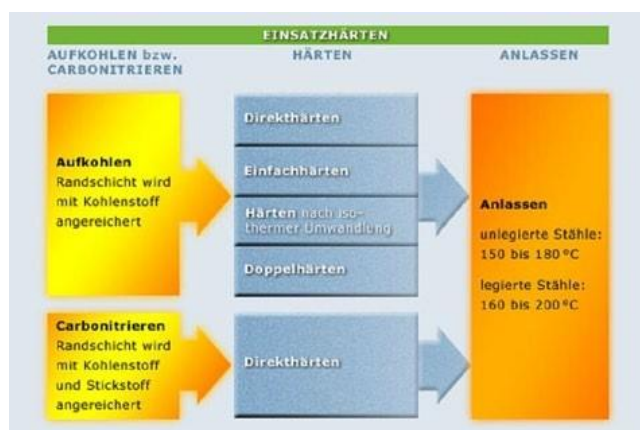 EINSATZHÄRTEN
AUFKOHLEN bzw.
CARBONITRIEREN
HÄRTEN
ANLASSEN
Aufkohlen
Randschicht wird
mit Kohlenstoff
angereichert
Direkthärten
Einfachhärten
Härten nach iso-
thermer Umwandlung
Doppelhärten
Anlassen
unlegierte Stähle:
150 bis 180°C
legierte Stähle:
160 bis 200°C
Carbonitrieren
Randschicht wird
mit Kohlenstoff
und Stickstoff
angereichert
Direkthärten